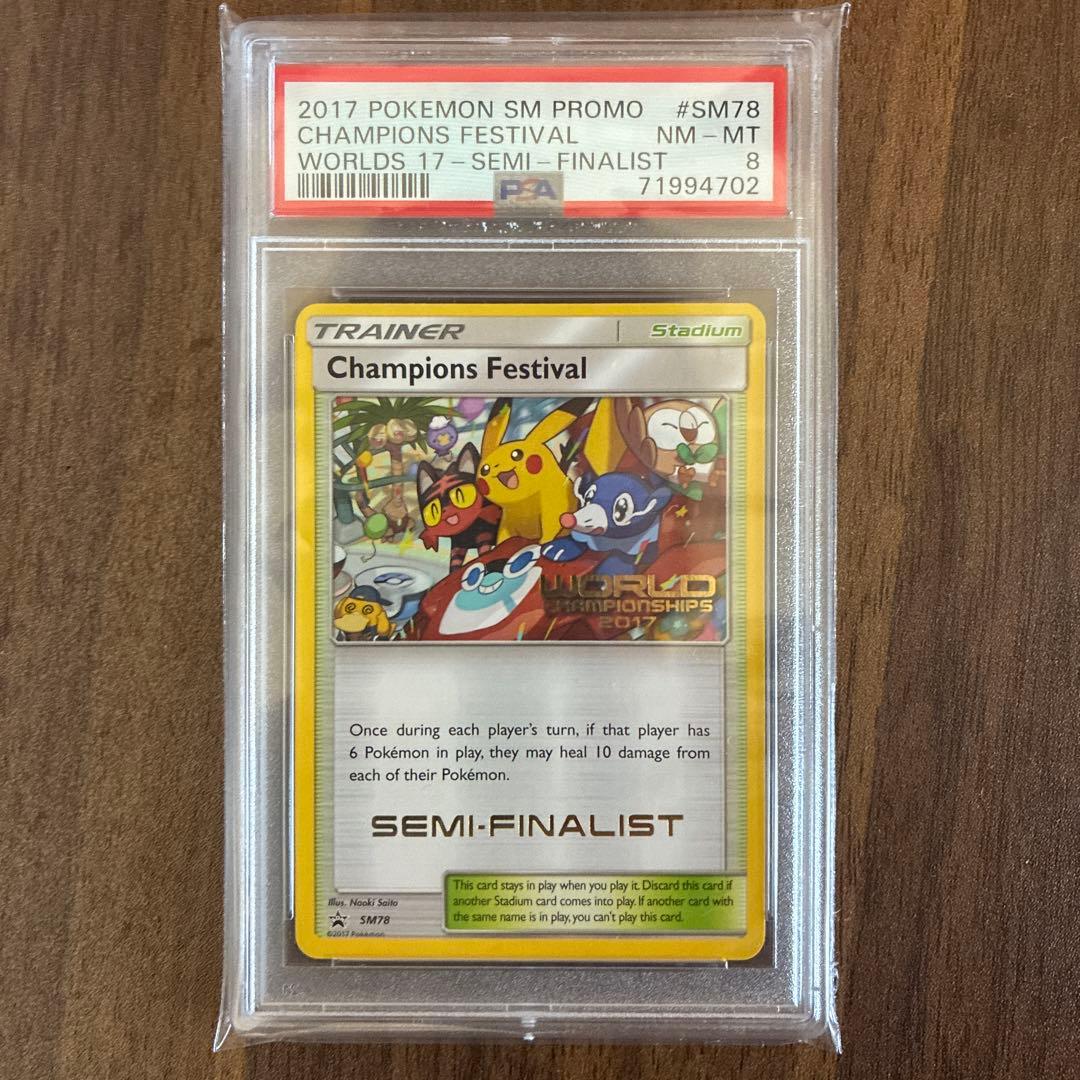 2017 POKEMON SM PROMO #SM78
CHAMPIONS FESTIVAL NM - MT
WORLDS 17 - SEMI - FINALIST 8
PSA 71994702
TRAINER Stadium
Champions Festival
WORLD
CHAMPIONSHIPS
2017
Once during each player's turn, if that player has
6 Pokémon in play, they may heal 10 damage from
each of their Pokémon.
SEMI-FINALIST
This card stays in play when you play it. Discard this card if
another Stadium card comes into play. If another card with
the same name is in play, you can't play this card.
Illus. Naoki Saito
SM78
©2017 Pokémon